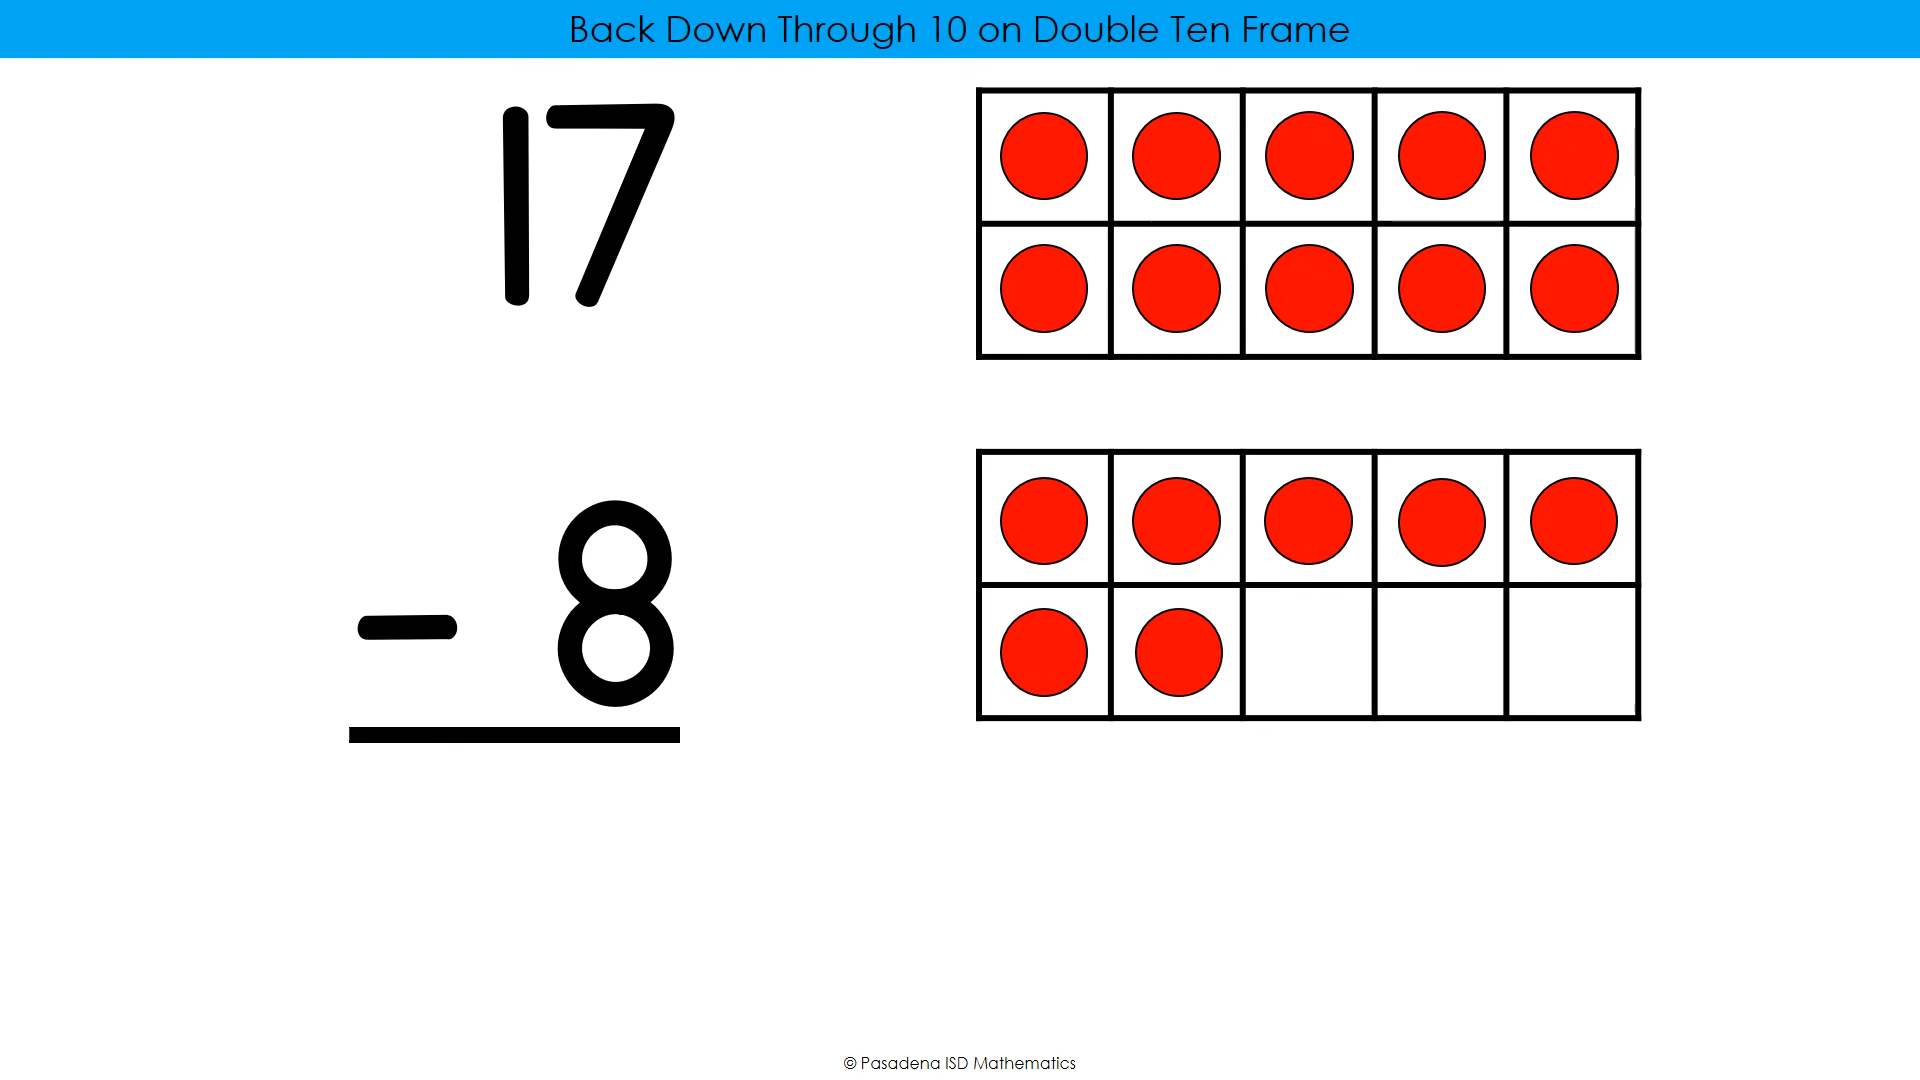 Back Down Through 10 on Double Ten Frame
17
- 8
© Pasadena ISD Mathematics